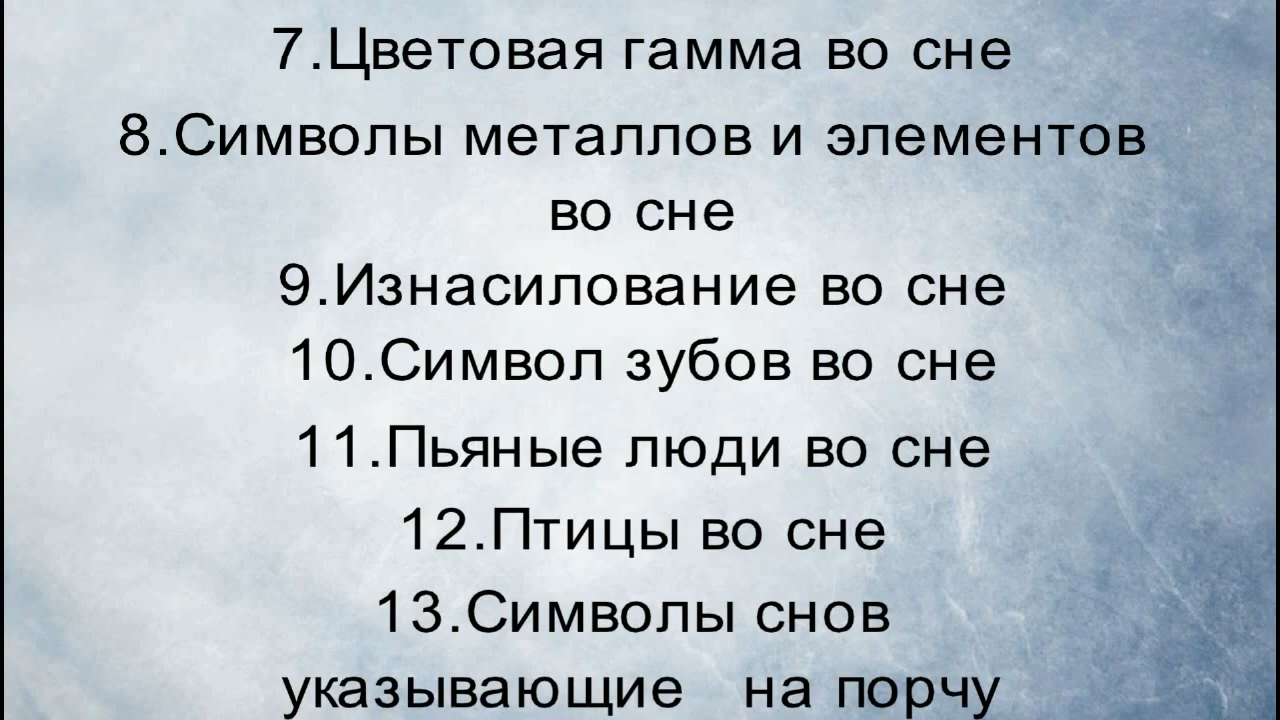 7.Цветовая гамма во сне
8.Символы металлов и элементов
во сне
9.Изнасилование во сне
10.Символ зубов во сне
11.Пьяные люди во сне
12.Птицы во сне
13.Символы снов
указывающие на порчу